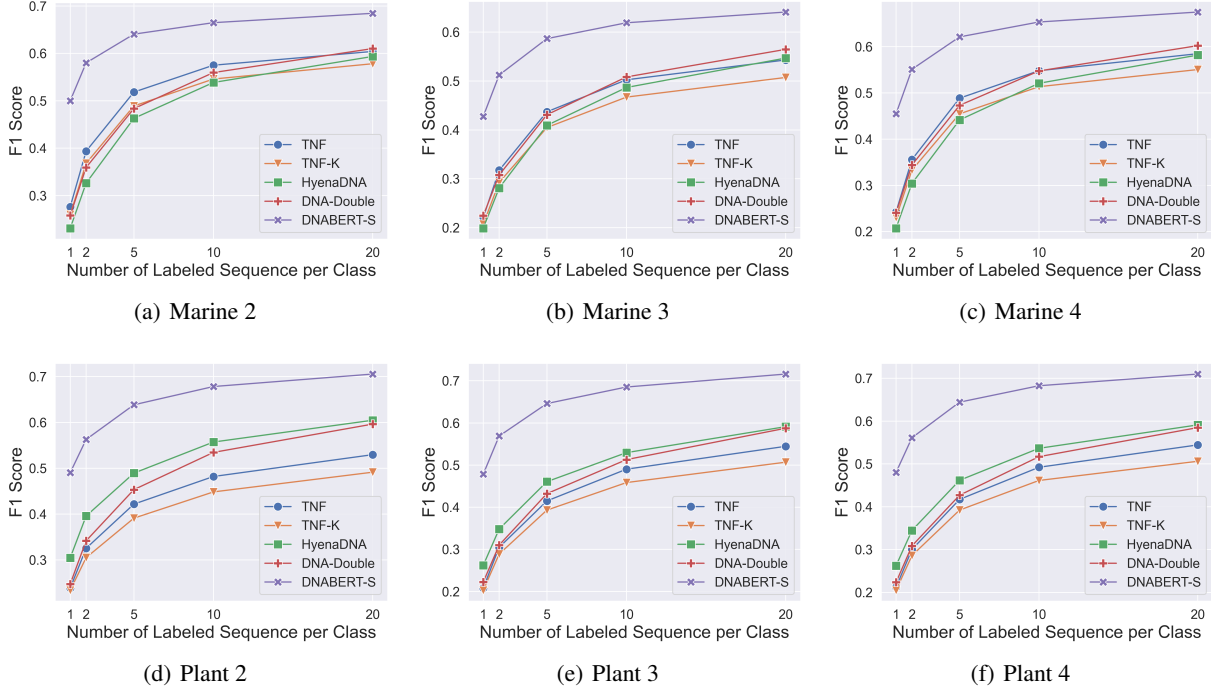 0.7
0.6
0.5
0.4
0.3
F1 Score
TNF
TNF-K
HyenaDNA
DNA-Double
DNABERT-S
1 2 5 10 20
Number of Labeled Sequence per Class
(a) Marine 2
0.6
0.5
0.4
0.3
0.2
F1 Score
TNF
TNF-K
HyenaDNA
DNA-Double
DNABERT-S
1 2 5 10 20
Number of Labeled Sequence per Class
(b) Marine 3
0.6
0.5
0.4
0.3
0.2
F1 Score
TNF
TNF-K
HyenaDNA
DNA-Double
DNABERT-S
1 2 5 10 20
Number of Labeled Sequence per Class
(c) Marine 4
0.7
0.6
0.5
0.4
0.3
F1 Score
TNF
TNF-K
HyenaDNA
DNA-Double
DNABERT-S
1 2 5 10 20
Number of Labeled Sequence per Class
(d) Plant 2
0.7
0.6
0.5
0.4
0.3
0.2
F1 Score
TNF
TNF-K
HyenaDNA
DNA-Double
DNABERT-S
1 2 5 10 20
Number of Labeled Sequence per Class
(e) Plant 3
0.7
0.6
0.5
0.4
0.3
0.2
F1 Score
TNF
TNF-K
HyenaDNA
DNA-Double
DNABERT-S
1 2 5 10 20
Number of Labeled Sequence per Class
(f) Plant 4